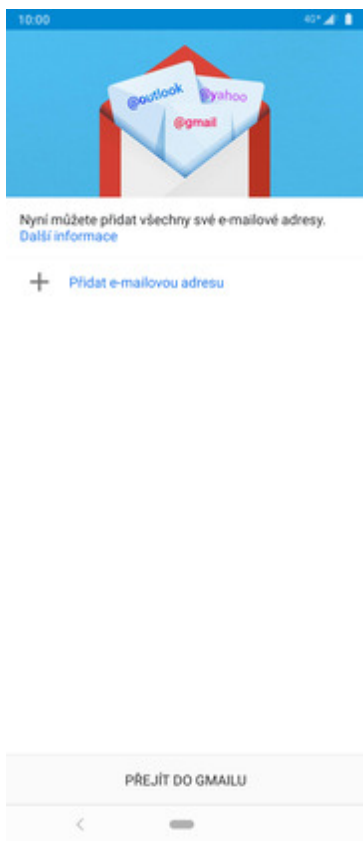 10:00
4G+
@outlook
@yahoo
@gmail
Nyní můžete přidat všechny své e-mailové adresy.
Další informace
Přidat e-mailovou adresu
PŘEJÍT DO GMAILU